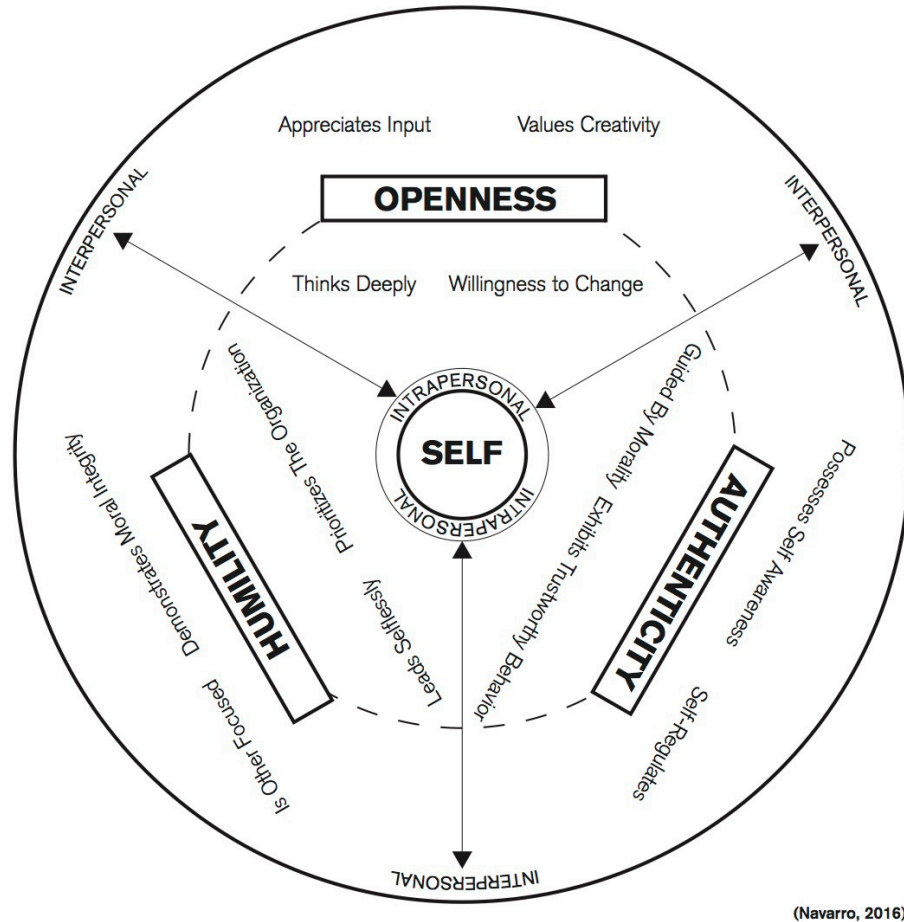 Appreciates Input
Values Creativity
INTERPERSONAL
INTERPERSONAL
OPENNESS
Thinks Deeply
Willingness to Change
INTRAPERSONAL
SELF
INTRAPERSONAL
Prioritizes The Organization
Leads Selflessly
HUMILITY
Demonstrates Moral Integrity
Is Other Focused
Guided By Morality
Exhibits Trustworthy Behavior
AUTHENTICITY
Possesses Self Awareness
Self-Regulates
INTERPERSONAL
(Navarro, 2016)